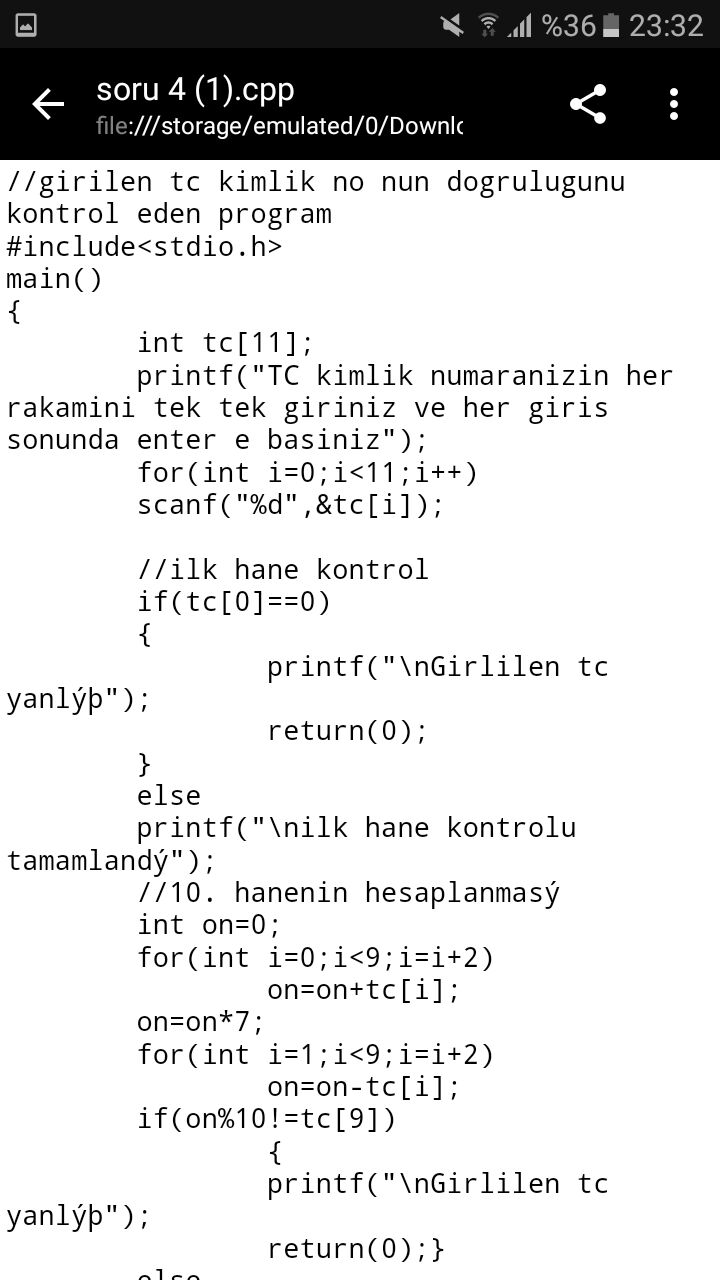 %36 23:32
soru 4 (1).cpp
file:///storage/emulated/0/Downlo
//girilen tc kimlik no nun dogrulugunu
kontrol eden program
#include<stdio.h>
main()
{
int tc[11];
printf("TC kimlik numaranizin her
rakamini tek tek giriniz ve her giris
sonunda enter e basiniz");
for(int i=0;i<11;i++)
scanf("%d",&tc[i]);
//ilk hane kontrol
if(tc[0]==0)
{
printf("\nGirlilen tc
yanlýþ");
return(0);
}
else
printf("\nilk hane kontrolu
tamamlandý");
//10. hanenin hesaplanmasý
int on=0;
for(int i=0;i<9;i=i+2)
on=on+tc[i];
on=on*7;
for(int i=1;i<9;i=i+2)
on=on-tc[i];
if(on%10!=tc[9])
{
printf("\nGirlilen tc
yanlýþ");
return(0);}
else